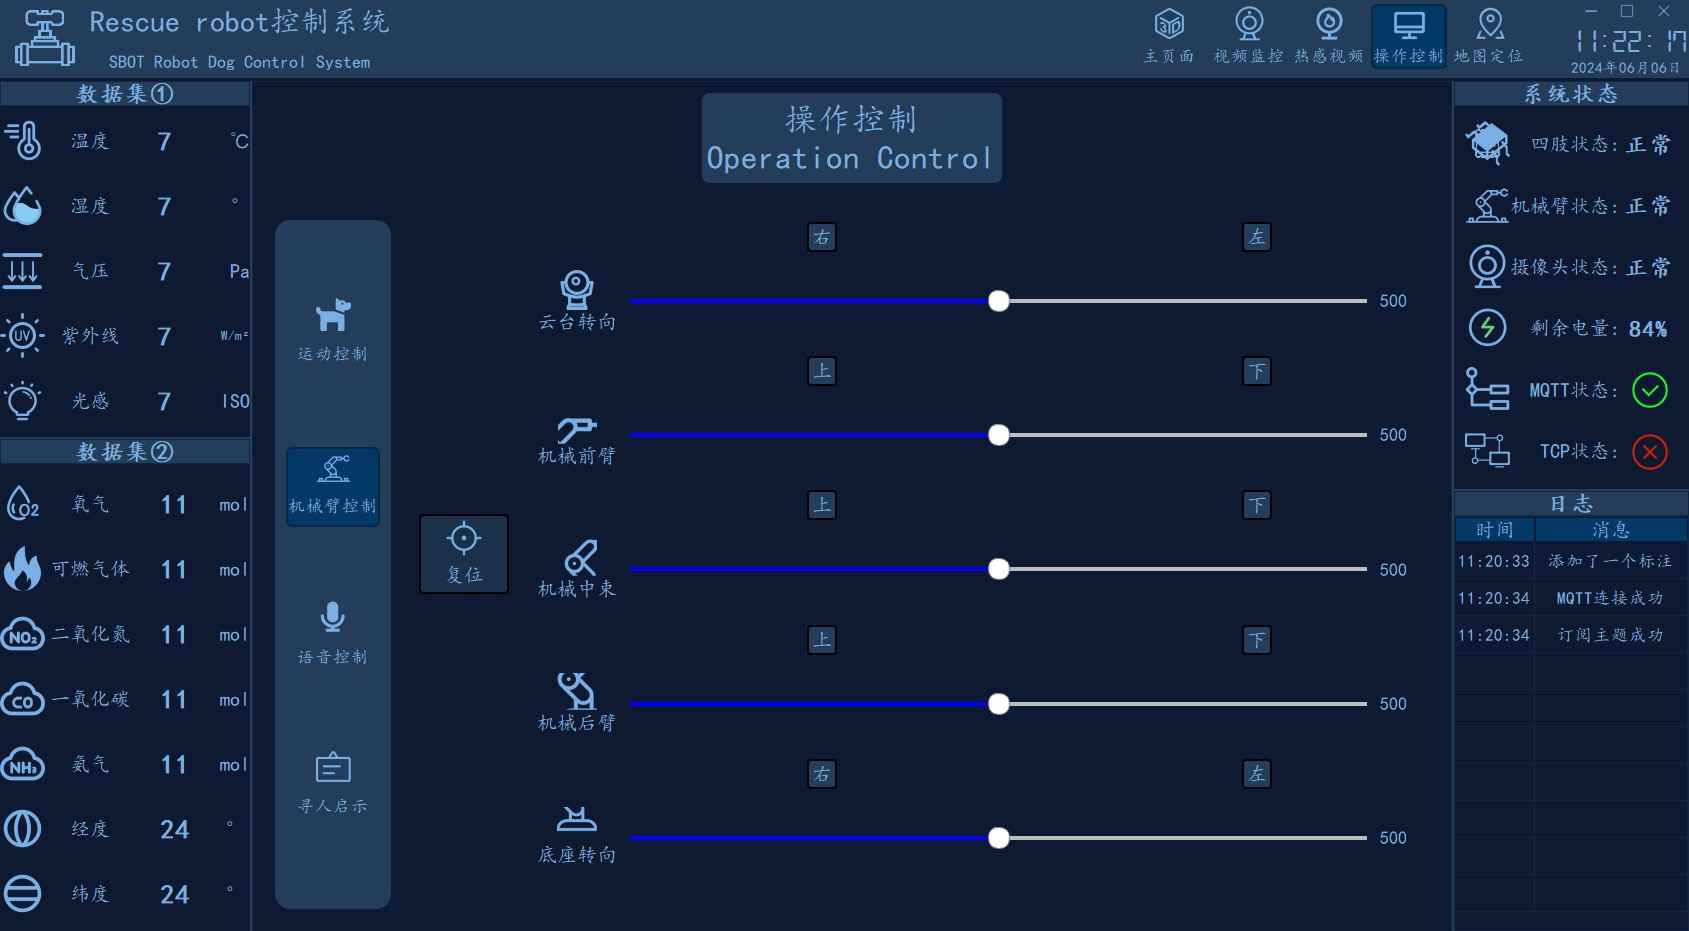 Rescue robot控制系统
SBOT Robot Dog Control System
主页面
视频监控
热感视频
操作控制
地图定位
11:22:17
2024年06月06日
数据集①
温度 7 ℃
湿度 7 °
气压 7 Pa
UV
紫外线 7 W/m²
光感 7 ISO
数据集②
O2
氧气 11 mol
可燃气体 11 mol
NO₂
二氧化氮 11 mol
CO
一氧化碳 11 mol
NH₃
氨气 11 mol
经度 24 °
纬度 24 °
操作控制
Operation Control
运动控制
机械臂控制
语音控制
寻人启示
复位
右 左
云台转向 500
上 下
机械前臂 500
上 下
机械中束 500
上 下
机械后臂 500
右 左
底座转向 500
系统状态
四肢状态: 正常
机械臂状态: 正常
摄像头状态: 正常
剩余电量: 84%
MQTT状态:
TCP状态:
日志
时间 消息
11:20:33 添加了一个标注
11:20:34 MQTT连接成功
11:20:34 订阅主题成功
3D